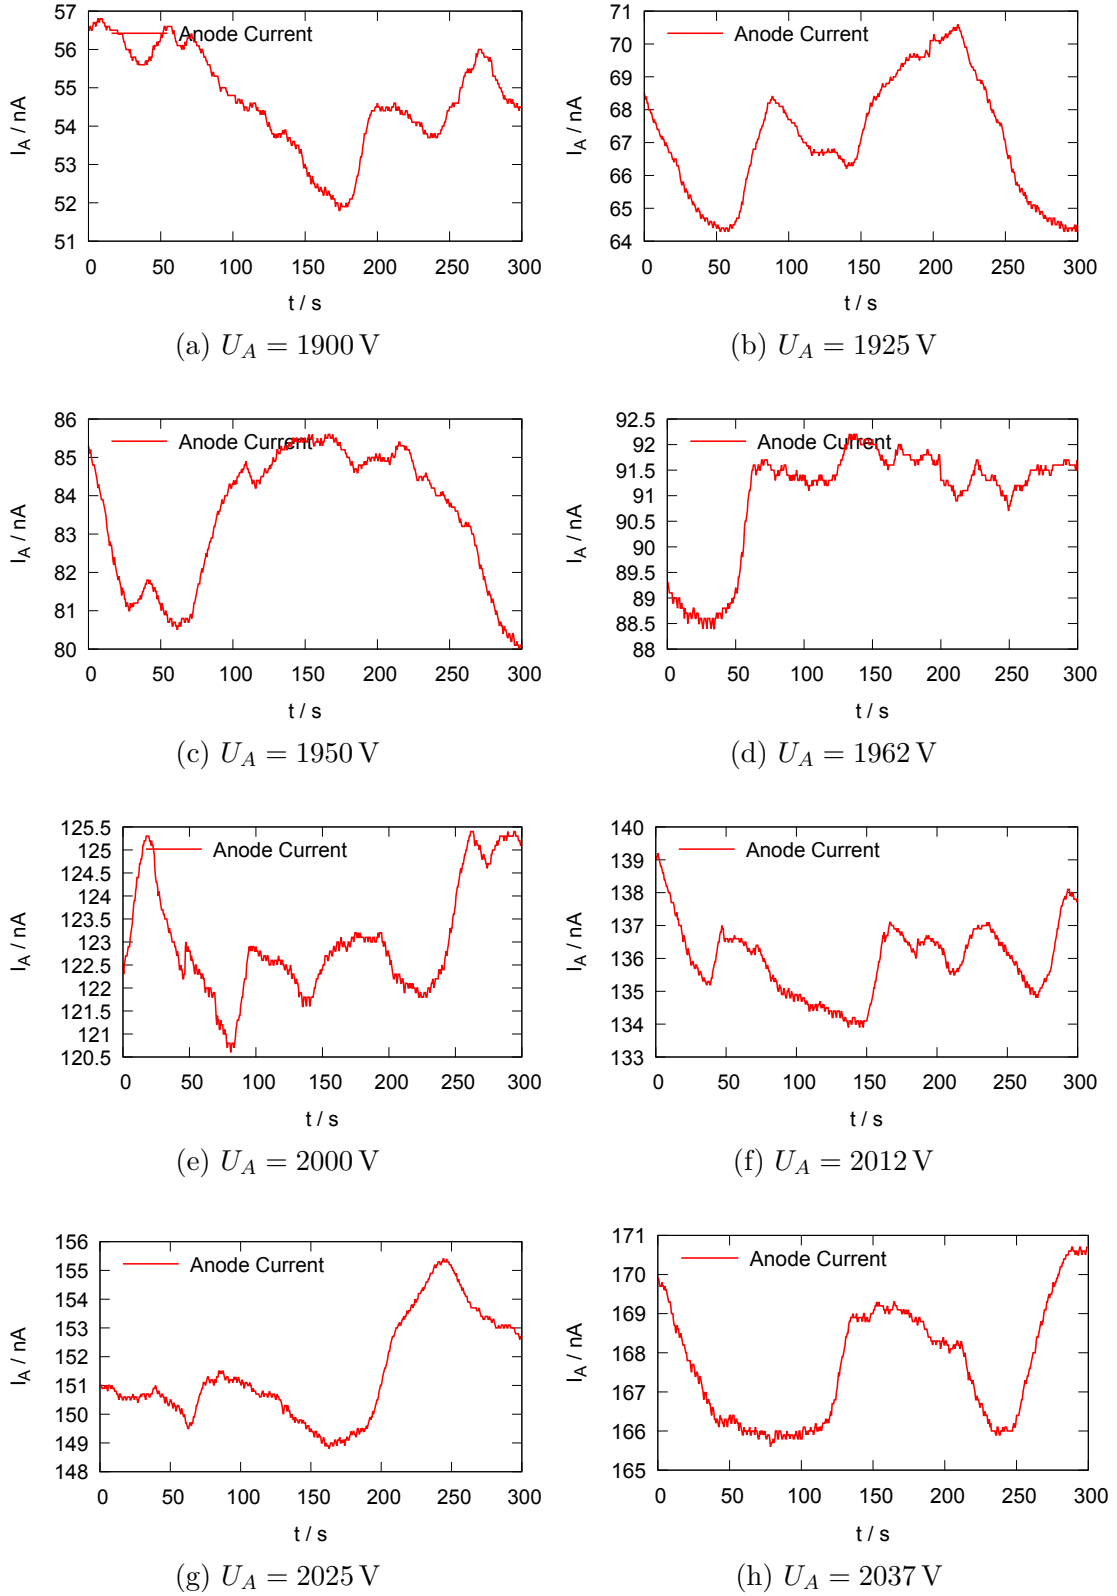 57
56
55
54
53
52
51
I_A / nA
Anode Current
0 50 100 150 200 250 300
t / s
(a) U_A = 1900 V
71
70
69
68
67
66
65
64
I_A / nA
Anode Current
0 50 100 150 200 250 300
t / s
(b) U_A = 1925 V
86
85
84
83
82
81
80
I_A / nA
Anode Current
0 50 100 150 200 250 300
t / s
(c) U_A = 1950 V
92.5
92
91.5
91
90.5
90
89.5
89
88.5
88
I_A / nA
Anode Current
0 50 100 150 200 250 300
t / s
(d) U_A = 1962 V
125.5
125
124.5
124
123.5
123
122.5
122
121.5
121
120.5
I_A / nA
Anode Current
0 50 100 150 200 250 300
t / s
(e) U_A = 2000 V
140
139
138
137
136
135
134
133
I_A / nA
Anode Current
0 50 100 150 200 250 300
t / s
(f) U_A = 2012 V
156
155
154
153
152
151
150
149
148
I_A / nA
Anode Current
0 50 100 150 200 250 300
t / s
(g) U_A = 2025 V
171
170
169
168
167
166
165
I_A / nA
Anode Current
0 50 100 150 200 250 300
t / s
(h) U_A = 2037 V